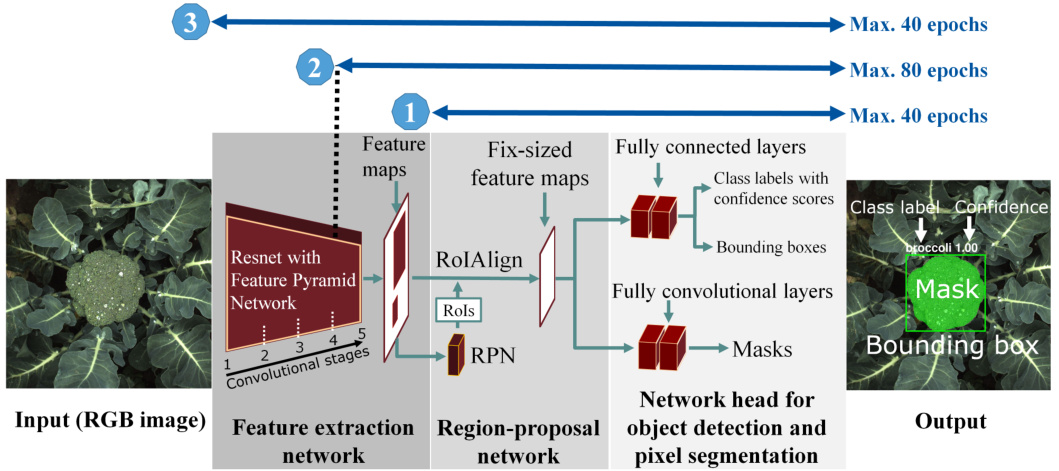 3
Max. 40 epochs
2
Max. 80 epochs
1
Max. 40 epochs
Feature
maps
Fix-sized
feature maps
Fully connected layers
Class labels with
confidence scores
Bounding boxes
Resnet with
Feature Pyramid
Network
1 2 3 4 5
Convolutional stages
RoIAlign
RoIs
RPN
Fully convolutional layers
Masks
Class label Confidence
broccoli 1.00
Mask
Bounding box
Input (RGB image)
Feature extraction
network
Region-proposal
network
Network head for
object detection and
pixel segmentation
Output